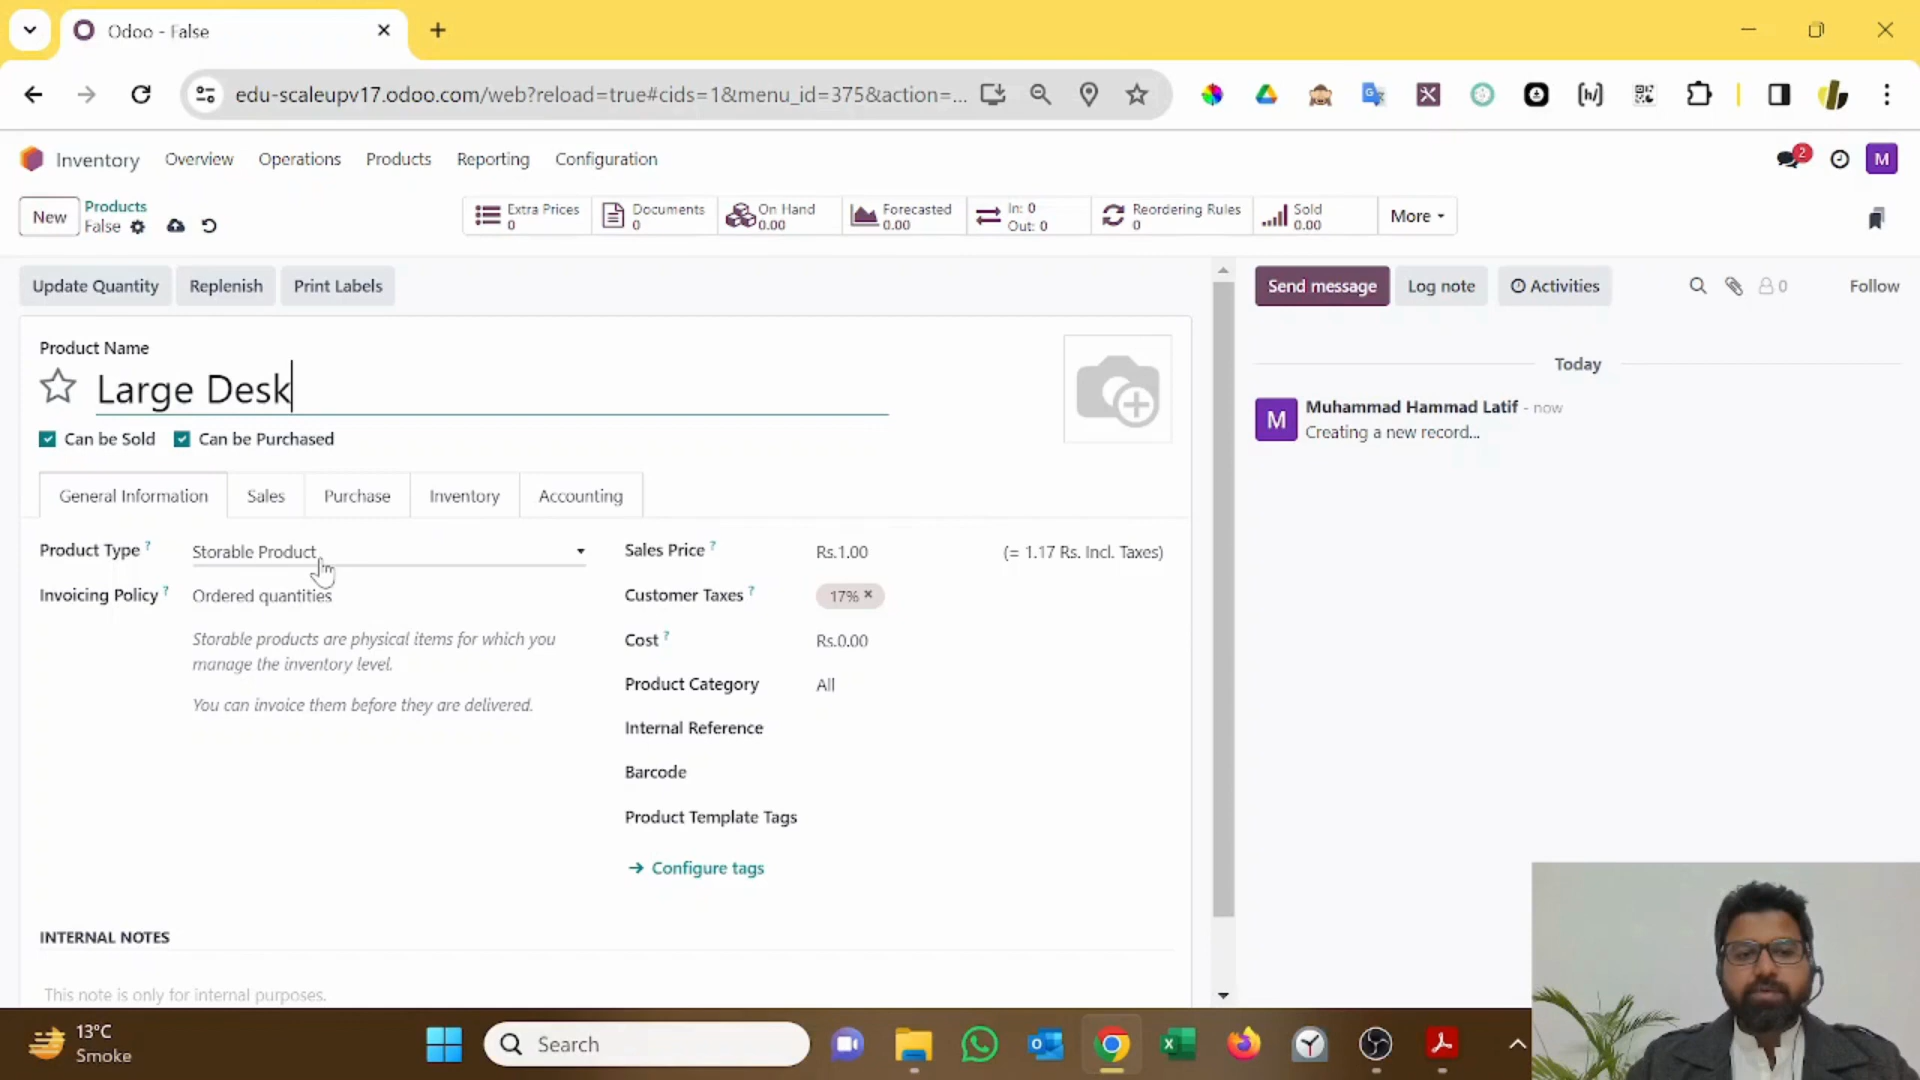 Odoo - False
edu-scaleupv17.odoo.com/web?reload=true#cids=1&menu_id=375&action=...
Inventory Overview Operations Products Reporting Configuration
2
M
New
Products
False
Extra Prices
0
Documents
0
On Hand
0.00
Forecasted
0.00
In: 0
Out: 0
Reordering Rules
0
Sold
0.00
More
Update Quantity Replenish Print Labels
Send message Log note Activities 0 Follow
Product Name
Large Desk
Can be Sold Can be Purchased
Today
M
Muhammad Hammad Latif - now
Creating a new record...
General Information Sales Purchase Inventory Accounting
Product Type ? Storable Product
Invoicing Policy ? Ordered quantities
Storable products are physical items for which you
manage the inventory level.
You can invoice them before they are delivered.
Sales Price ? Rs.1.00 (= 1.17 Rs. Incl. Taxes)
Customer Taxes ? 17% ×
Cost ? Rs.0.00
Product Category All
Internal Reference
Barcode
Product Template Tags
Configure tags
INTERNAL NOTES
This note is only for internal purposes.
13°C
Smoke
Search